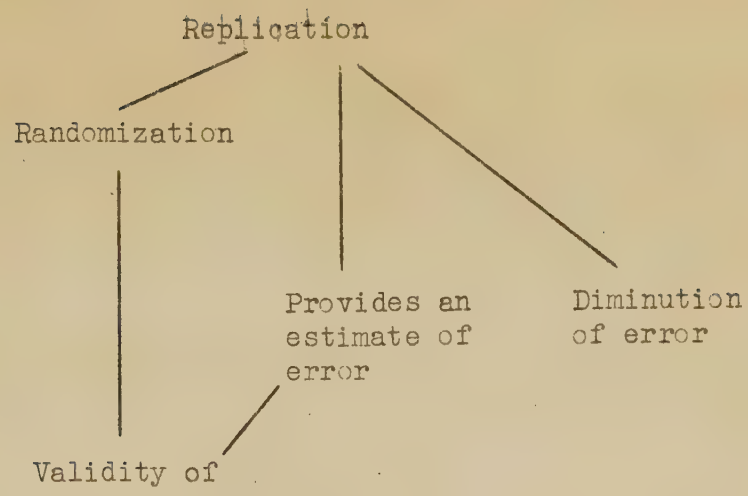 Replication
Randomization
Provides an
estimate of
error
Diminution
of error
Validity of